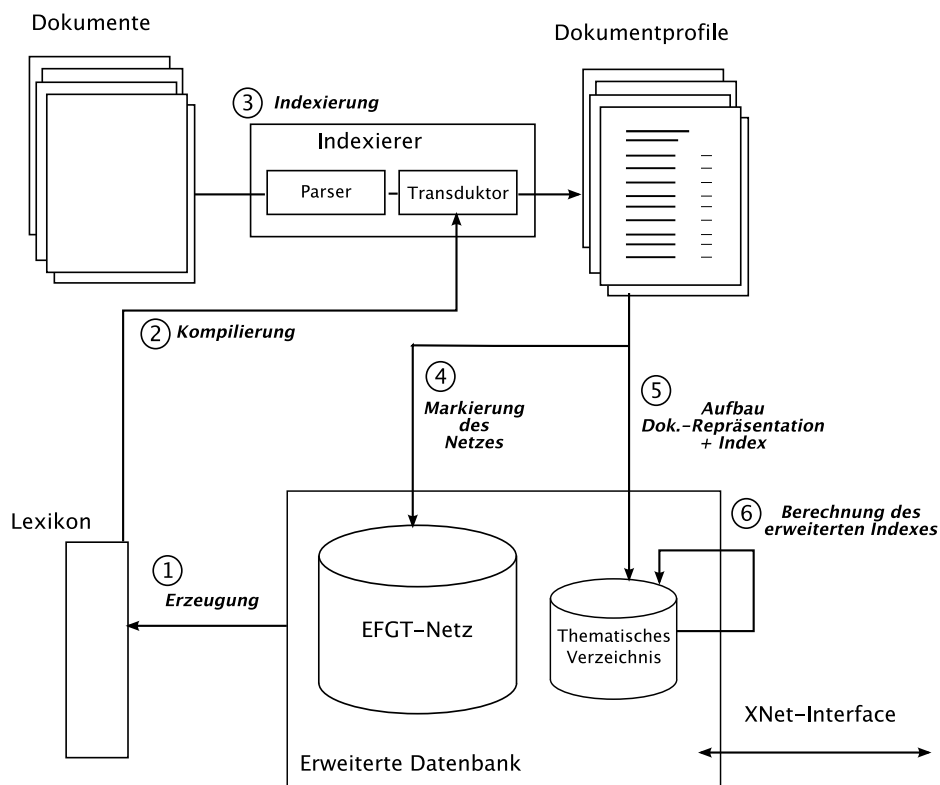 Dokumente
Dokumentprofile
3 Indexierung
Indexierer
Parser
Transduktor
2 Kompilierung
4
Markierung
des
Netzes
5
Aufbau
Dok.-Repräsentation
+ Index
Lexikon
1
Erzeugung
6
Berechnung des
erweiterten Indexes
EFGT-Netz
Thematisches
Verzeichnis
XNet-Interface
Erweiterte Datenbank